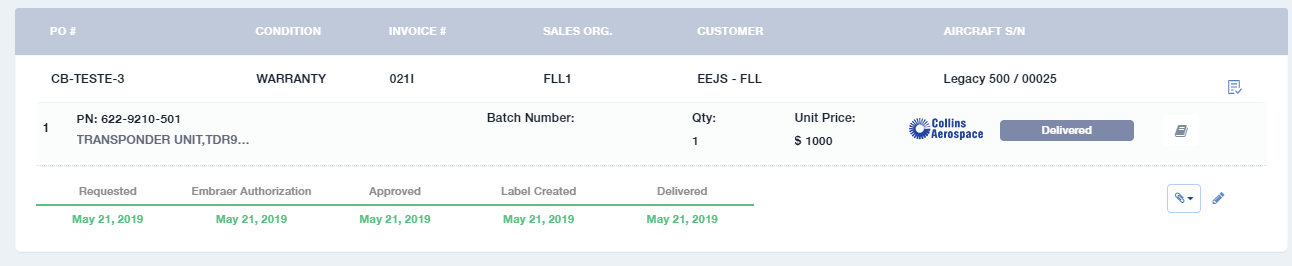 PO # CONDITION INVOICE # SALES ORG. CUSTOMER AIRCRAFT S/N
CB-TESTE-3 WARRANTY 021I FLL1 EEJS - FLL Legacy 500 / 00025
1 PN: 622-9210-501 Batch Number: Qty: Unit Price: Collins Aerospace Delivered
TRANSPONDER UNIT,TDR9... 1 $ 1000
Requested Embraer Authorization Approved Label Created Delivered
May 21, 2019 May 21, 2019 May 21, 2019 May 21, 2019 May 21, 2019